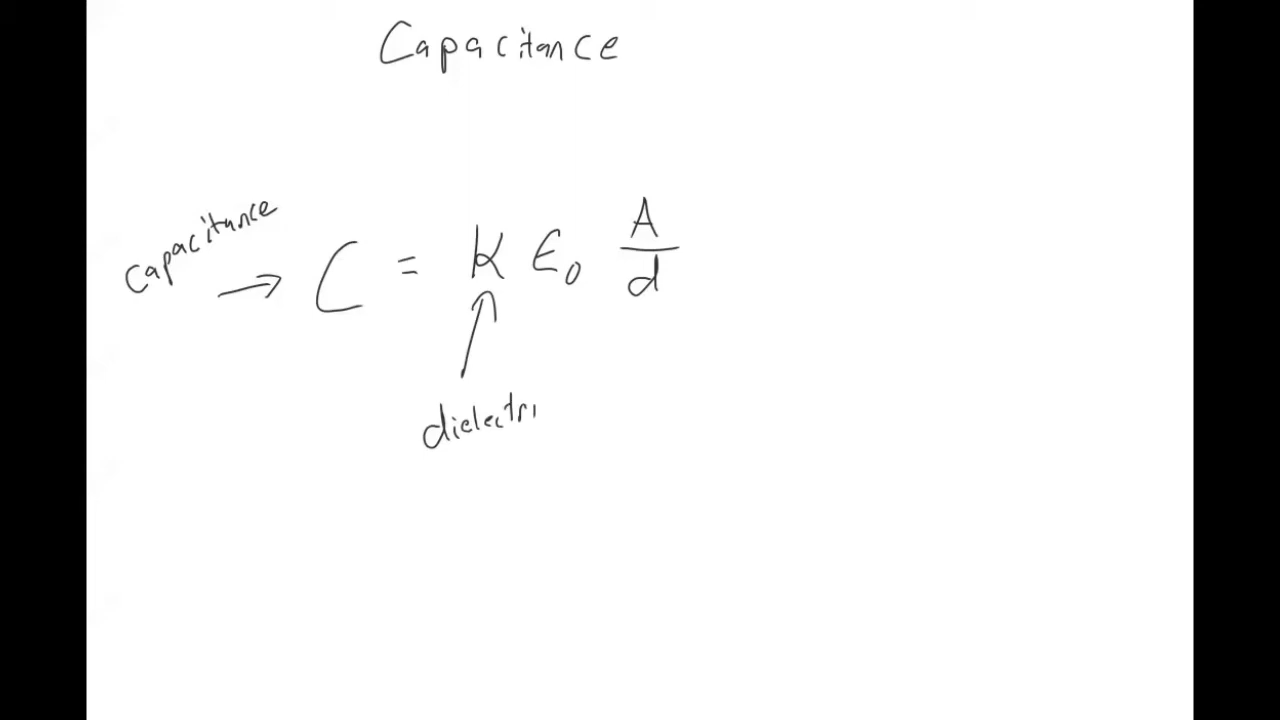 Capacitance
capacitance
→ C = K ϵ₀ A/d
dielectri